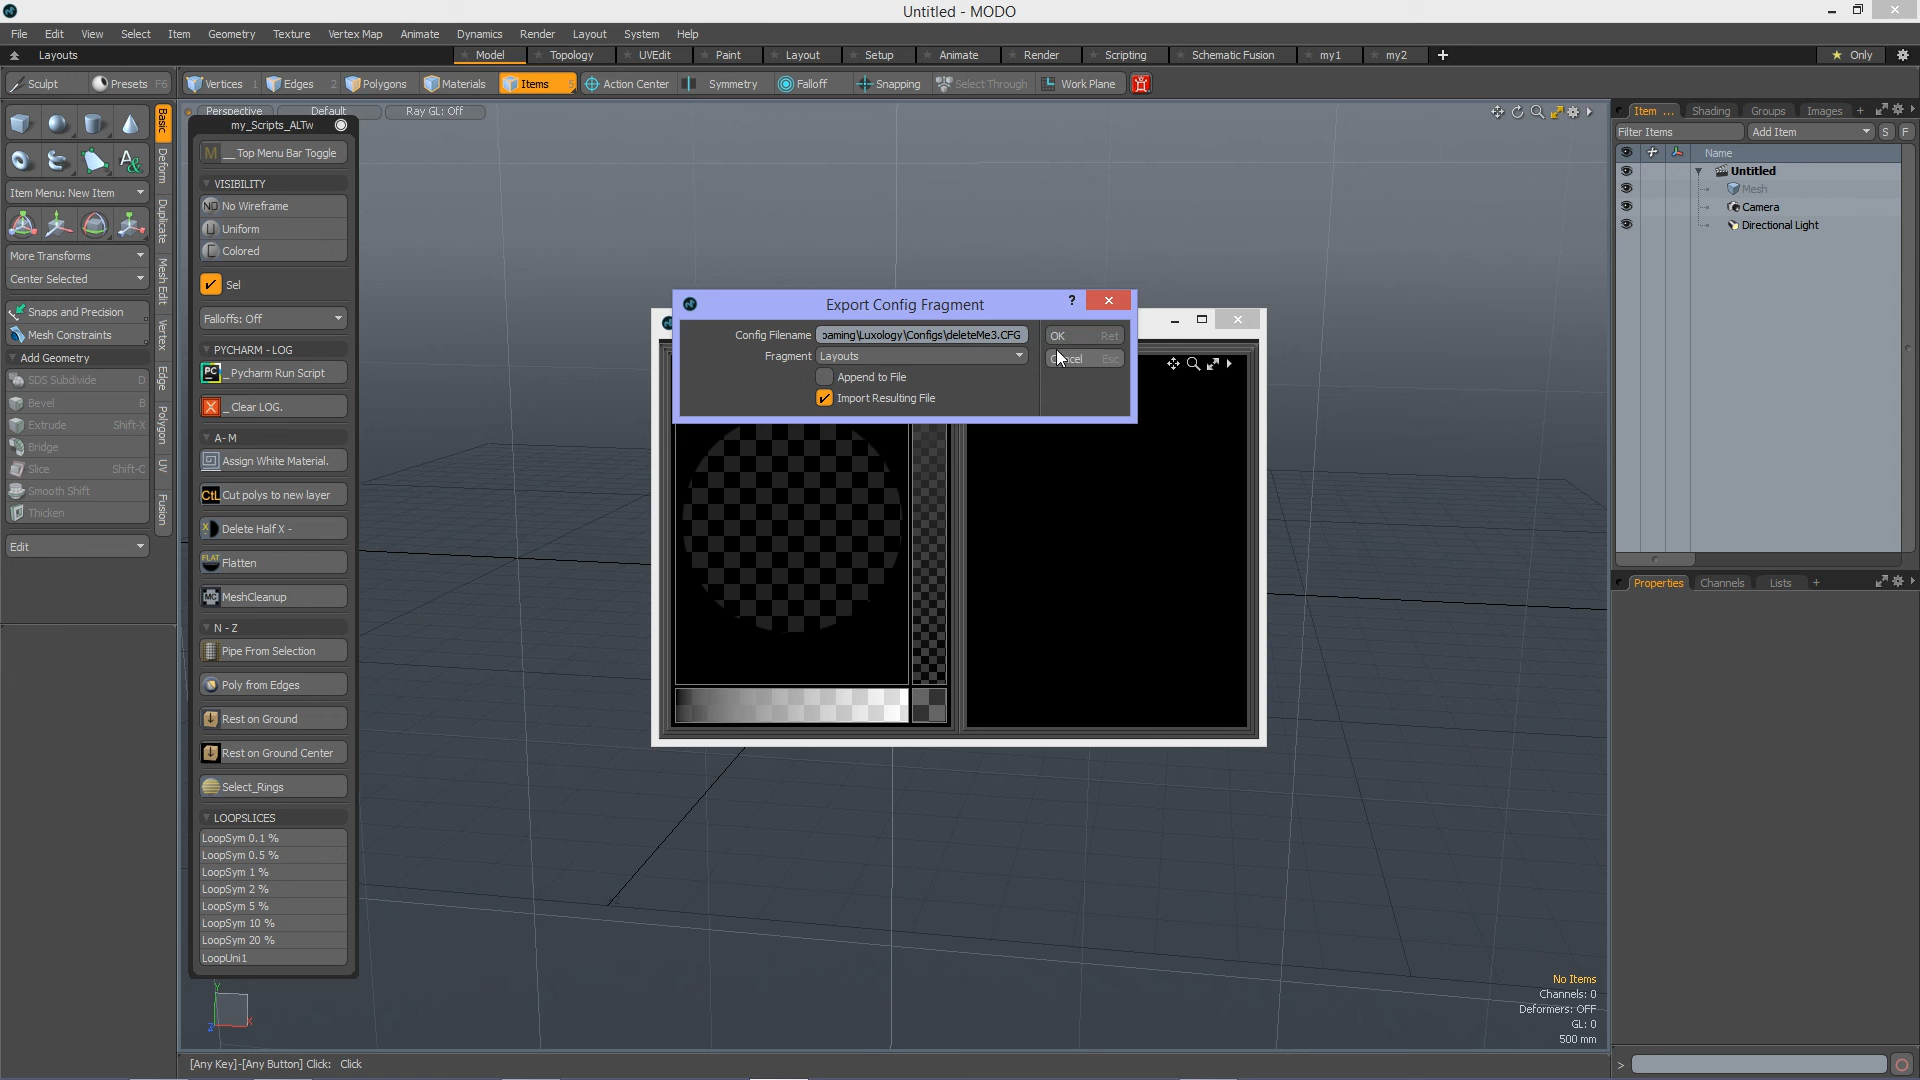 Untitled - MODO
File Edit View Select Item Geometry Texture Vertex Map Animate Dynamics Render Layout System Help
Layouts
Model Topology UVEdit Paint Layout Setup Animate Render Scripting Schematic Fusion my1 my2 + Only
Sculpt Presets F6 Vertices 1 Edges 2 Polygons Materials Items 5 Action Center Symmetry Falloff Snapping Select Through Work Plane
Perspective Default Ray GL: Off
Basic
Deform
Duplicate
Mesh Edit
Vertex
Edge
Polygon
UV
Fusion
Item Menu: New Item
More Transforms
Center Selected
Snaps and Precision
Mesh Constraints
Add Geometry
SDS Subdivide D
Bevel B
Extrude Shift-X
Bridge
Slice Shift-C
Smooth Shift
Thicken
Edit
my_Scripts_ALTw
M __ Top Menu Bar Toggle
VISIBILITY
NO No Wireframe
U Uniform
C Colored
Sel
Falloffs: Off
PYCHARM - LOG
PC _Pycharm Run Script
X _ Clear LOG.
A - M
Assign White Material.
CtL Cut polys to new layer
X Delete Half X -
FLAT Flatten
MC MeshCleanup
N - Z
Pipe From Selection
Poly from Edges
Rest on Ground
Rest on Ground Center
Select_Rings
LOOPSLICES
LoopSym 0.1 %
LoopSym 0.5 %
LoopSym 1 %
LoopSym 2 %
LoopSym 5 %
LoopSym 10 %
LoopSym 20 %
LoopUni1
Export Config Fragment ?
Config Filename oaming\Luxology\Configs\deleteMe3.CFG OK Ret
Fragment Layouts Cancel Esc
Append to File
Import Resulting File
Item ... Shading Groups Images +
Filter Items Add Item S F
Name
Untitled
Mesh
Camera
Directional Light
Properties Channels Lists +
Y
Z X
No Items
Channels: 0
Deformers: OFF
GL: 0
500 mm
[Any Key]-[Any Button] Click: Click
>